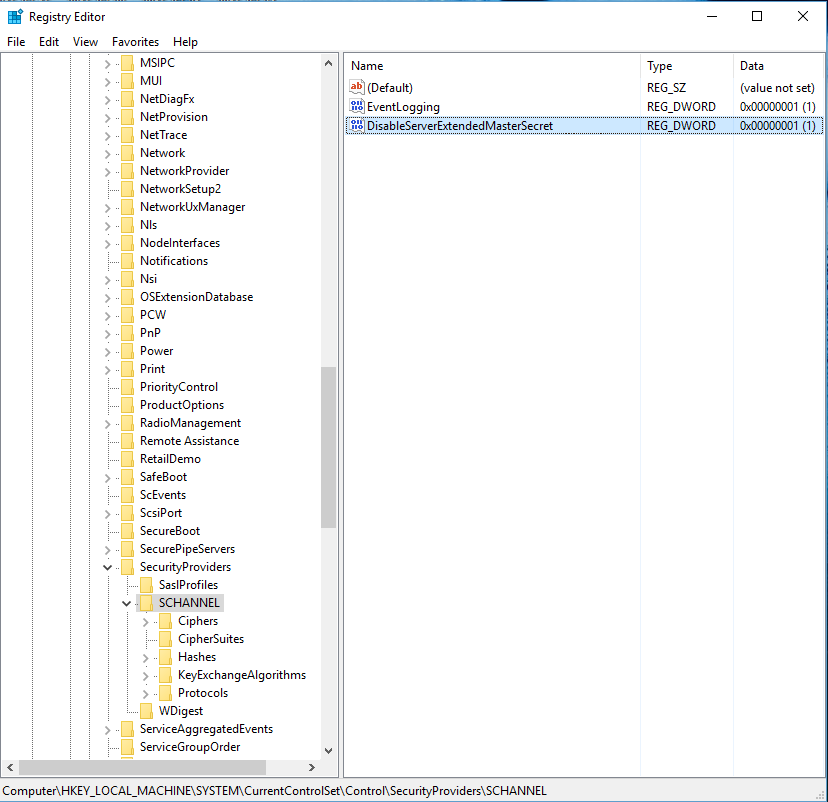 Registry Editor
File Edit View Favorites Help
MSIPC
MUI
NetDiagFx
NetProvision
NetTrace
Network
NetworkProvider
NetworkSetup2
NetworkUxManager
Nls
NodeInterfaces
Notifications
Nsi
OSExtensionDatabase
PCW
PnP
Power
Print
PriorityControl
ProductOptions
RadioManagement
Remote Assistance
RetailDemo
SafeBoot
ScEvents
ScsiPort
SecureBoot
SecurePipeServers
SecurityProviders
SaslProfiles
SCHANNEL
Ciphers
CipherSuites
Hashes
KeyExchangeAlgorithms
Protocols
WDigest
ServiceAggregatedEvents
ServiceGroupOrder
Name Type Data
ab (Default) REG_SZ (value not set)
EventLogging REG_DWORD 0x00000001 (1)
DisableServerExtendedMasterSecret REG_DWORD 0x00000001 (1)
Computer\HKEY_LOCAL_MACHINE\SYSTEM\CurrentControlSet\Control\SecurityProviders\SCHANNEL